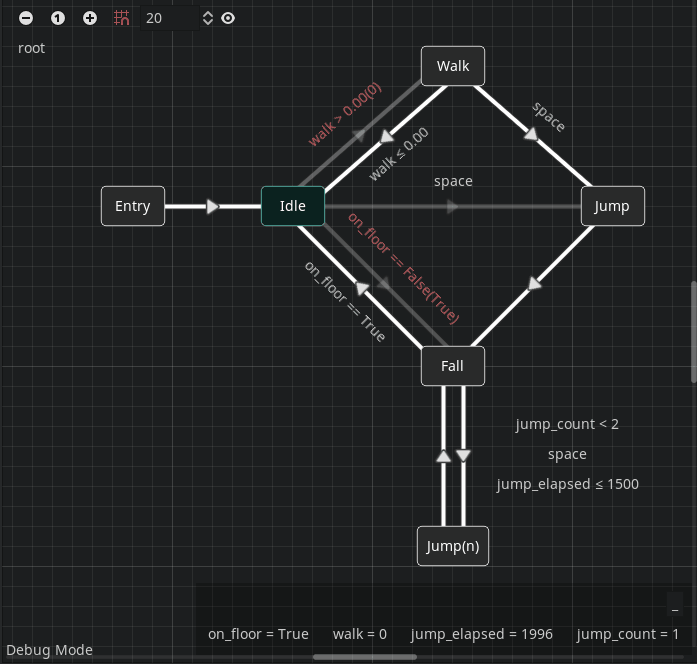 20
root
Walk
walk > 0.00(0)
walk ≤ 0.00
space
space
Entry
Idle
Jump
on_floor == False(True)
on_floor == True
Fall
jump_count < 2
space
jump_elapsed ≤ 1500
Jump(n)
on_floor = True walk = 0 jump_elapsed = 1996 jump_count = 1
Debug Mode